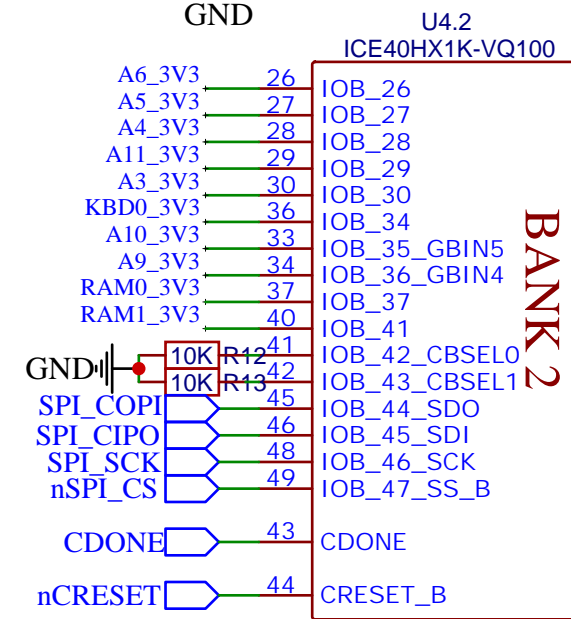 GND
U4.2
ICE40HX1K-VQ100
A6_3V3 26 IOB_26
A5_3V3 27 IOB_27
A4_3V3 28 IOB_28
A11_3V3 29 IOB_29
A3_3V3 30 IOB_30
KBD0_3V3 36 IOB_34
A10_3V3 33 IOB_35_GBIN5
A9_3V3 34 IOB_36_GBIN4
RAM0_3V3 37 IOB_37
RAM1_3V3 40 IOB_41
10K R12 41 IOB_42_CBSEL0
GND
10K R13 42 IOB_43_CBSEL1
SPI_COPI 45 IOB_44_SDO
SPI_CIPO 46 IOB_45_SDI
SPI_SCK 48 IOB_46_SCK
nSPI_CS 49 IOB_47_SS_B
CDONE 43 CDONE
nCRESET 44 CRESET_B
BANK 2